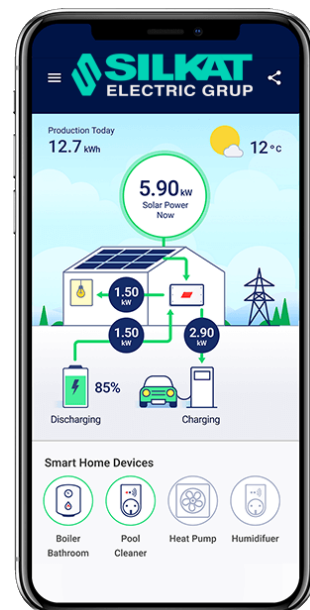 SILKAT
ELECTRIC GRUP
Production Today
12.7 kWh
12°C
5.90 kW
Solar Power
Now
1.50
kW
1.50
kW
2.90
kW
85%
Discharging
Charging
Smart Home Devices
Boiler
Bathroom
Pool
Cleaner
Heat Pump
Humidifuer